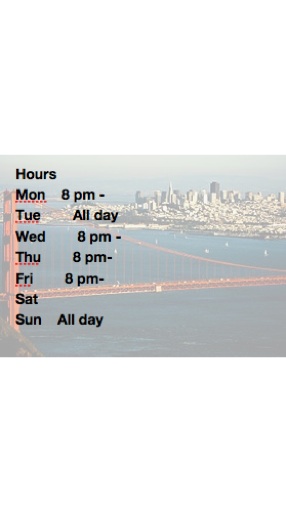 Hours
Mon 8 pm -
Tue All day
Wed 8 pm -
Thu 8 pm-
Fri 8 pm-
Sat
Sun All day